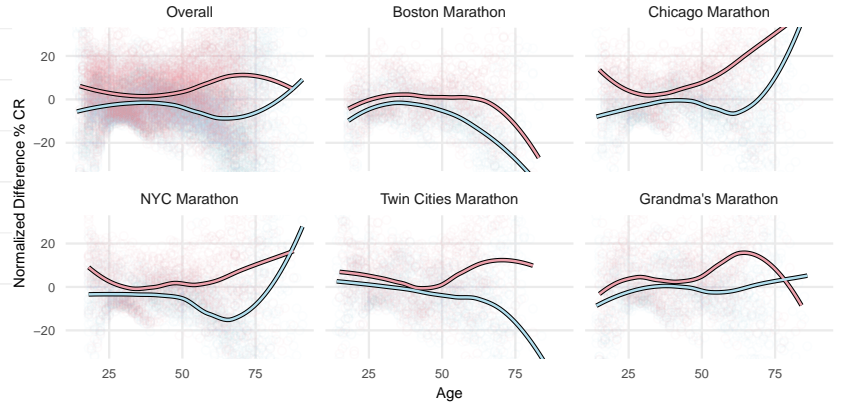 Overall
Boston Marathon
Chicago Marathon
20
0
−20
NYC Marathon
Twin Cities Marathon
Grandma's Marathon
20
0
−20
25 50 75
25 50 75
25 50 75
Age
Normalized Difference % CR